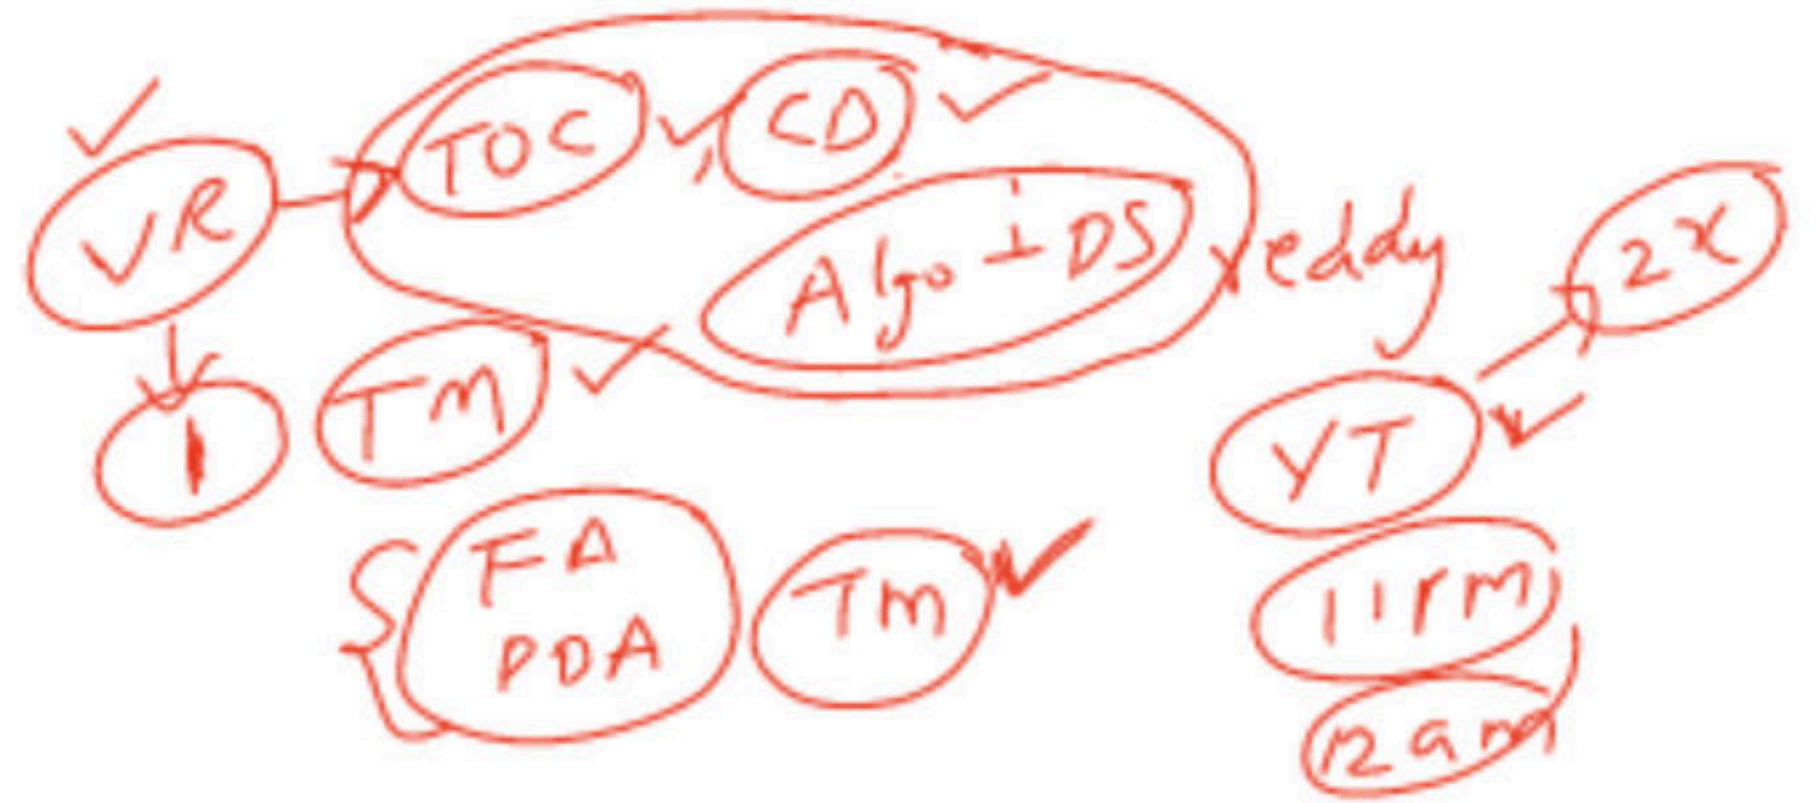 TOC, CD
VR
Algo + DS
reddy
2x
TM
1
YT
FA
PDA
TM
11pm
12am